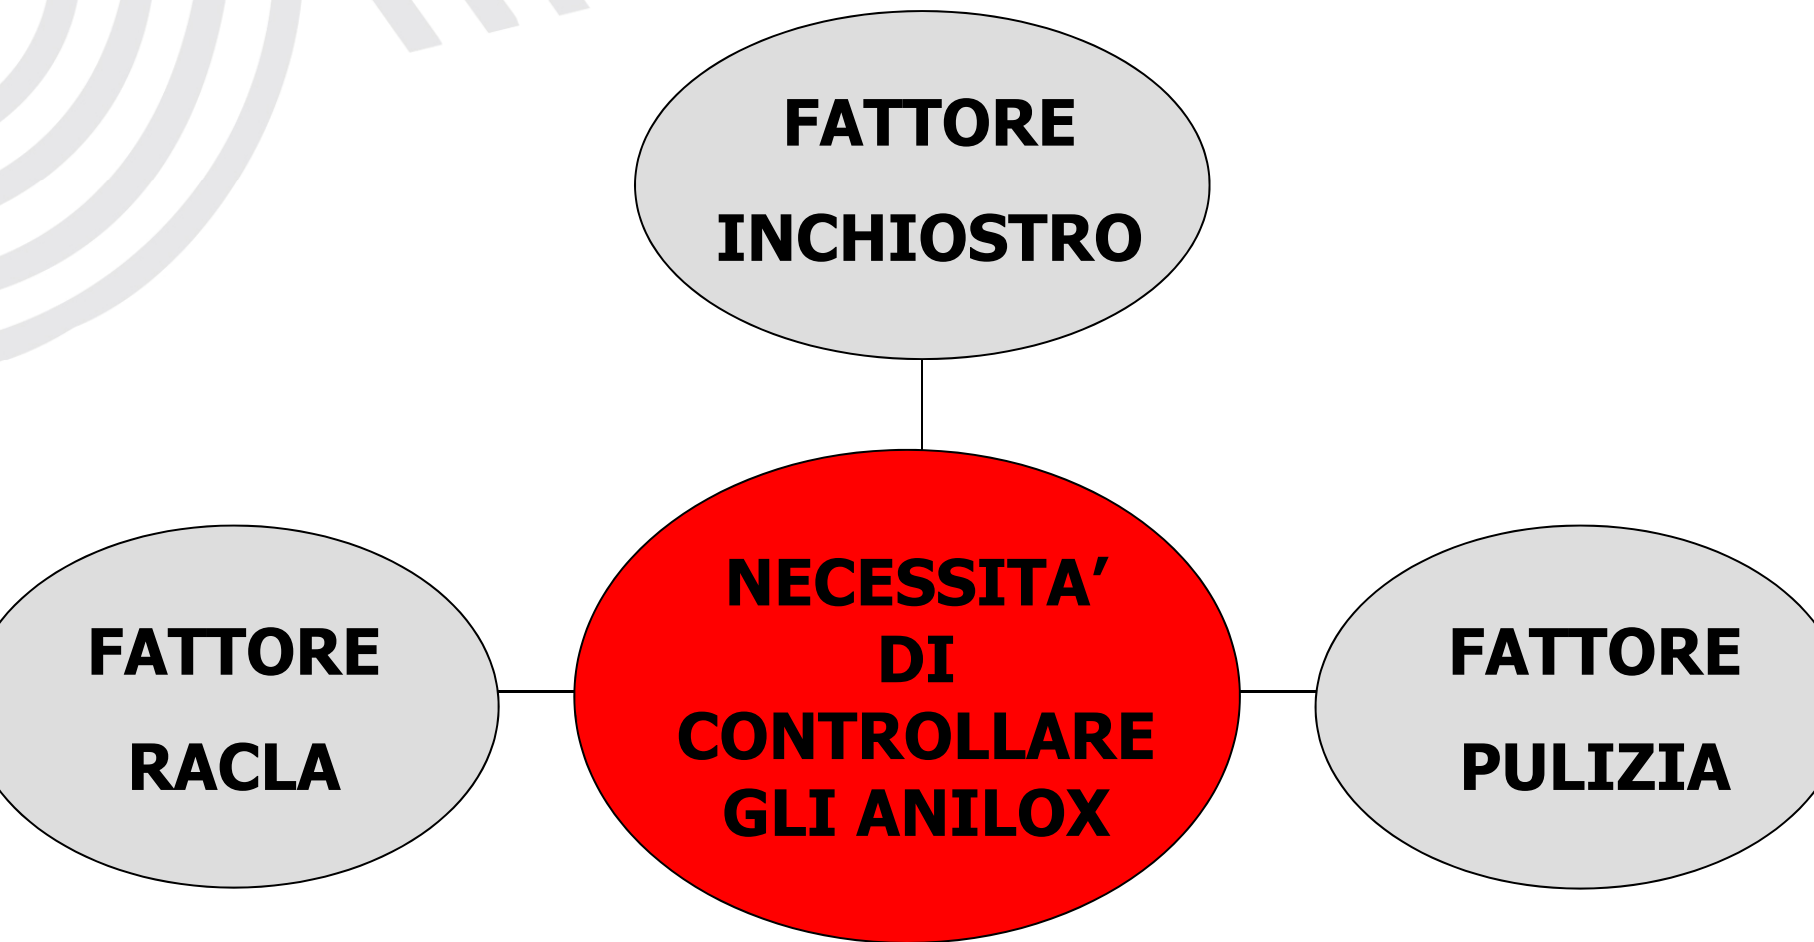 FATTORE
INCHIOSTRO
NECESSITA’
DI
CONTROLLARE
GLI ANILOX
FATTORE
RACLA
FATTORE
PULIZIA